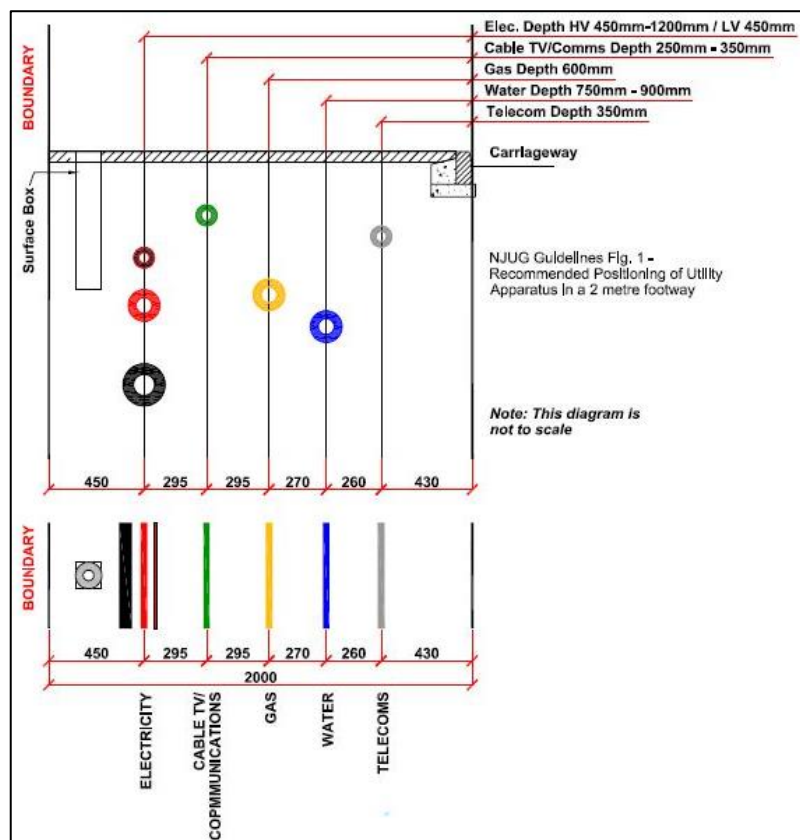 Elec. Depth HV 450mm-1200mm / LV 450mm
Cable TV/Comms Depth 250mm - 350mm
Gas Depth 600mm
Water Depth 750mm - 900mm
Telecom Depth 350mm
BOUNDARY
Carriageway
Surface Box
NJUG Guidelines Fig. 1 -
Recommended Positioning of Utility
Apparatus in a 2 metre footway
Note: This diagram is
not to scale
450 295 295 270 260 430
BOUNDARY
450 295 295 270 260 430
2000
ELECTRICITY
CABLE TV/
COPMMUNICATIONS
GAS
WATER
TELECOMS